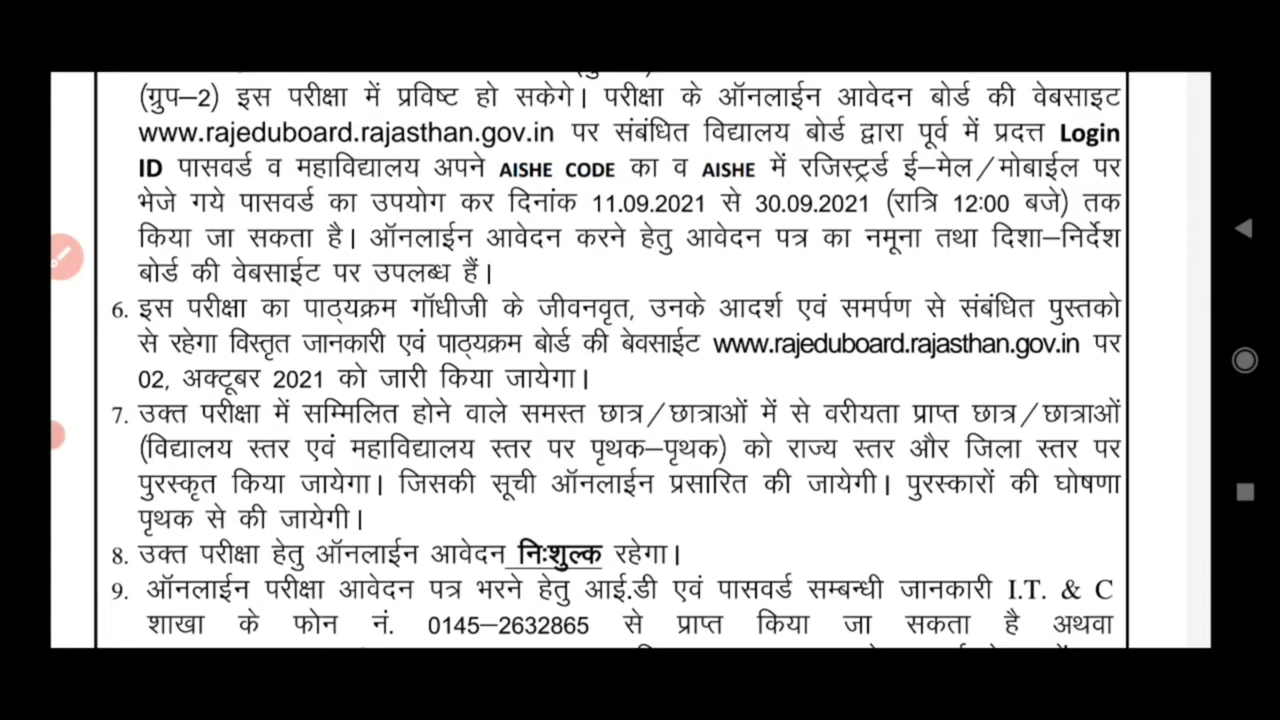 (ग्रुप–2) इस परीक्षा में प्रविष्ट हो सकेगे। परीक्षा के ऑनलाईन आवेदन बोर्ड की वेबसाइट
www.rajeduboard.rajasthan.gov.in पर संबंधित विद्यालय बोर्ड द्वारा पूर्व में प्रदत्त Login
ID पासवर्ड व महाविद्यालय अपने AISHE CODE का व AISHE में रजिस्ट्रर्ड ई–मेल/मोबाईल पर
भेजे गये पासवर्ड का उपयोग कर दिनांक 11.09.2021 से 30.09.2021 (रात्रि 12:00 बजे) तक
किया जा सकता है। ऑनलाईन आवेदन करने हेतु आवेदन पत्र का नमूना तथा दिशा–निर्देश
बोर्ड की वेबसाईट पर उपलब्ध हैं।
6. इस परीक्षा का पाठ्यक्रम गॉधीजी के जीवनवृत, उनके आदर्श एवं समर्पण से संबंधित पुस्तको
से रहेगा विस्तृत जानकारी एवं पाठ्यक्रम बोर्ड की बेवसाईट www.rajeduboard.rajasthan.gov.in पर
02, अक्टूबर 2021 को जारी किया जायेगा।
7. उक्त परीक्षा में सम्मिलित होने वाले समस्त छात्र/छात्राओं में से वरीयता प्राप्त छात्र/छात्राओं
(विद्यालय स्तर एवं महाविद्यालय स्तर पर पृथक–पृथक) को राज्य स्तर और जिला स्तर पर
पुरस्कृत किया जायेगा। जिसकी सूची ऑनलाईन प्रसारित की जायेगी। पुरस्कारों की घोषणा
पृथक से की जायेगी।
8. उक्त परीक्षा हेतु ऑनलाईन आवेदन निःशुल्क रहेगा।
9. ऑनलाईन परीक्षा आवेदन पत्र भरने हेतु आई.डी एवं पासवर्ड सम्बन्धी जानकारी I.T. & C
शाखा के फोन नं. 0145–2632865 से प्राप्त किया जा सकता है अथवा